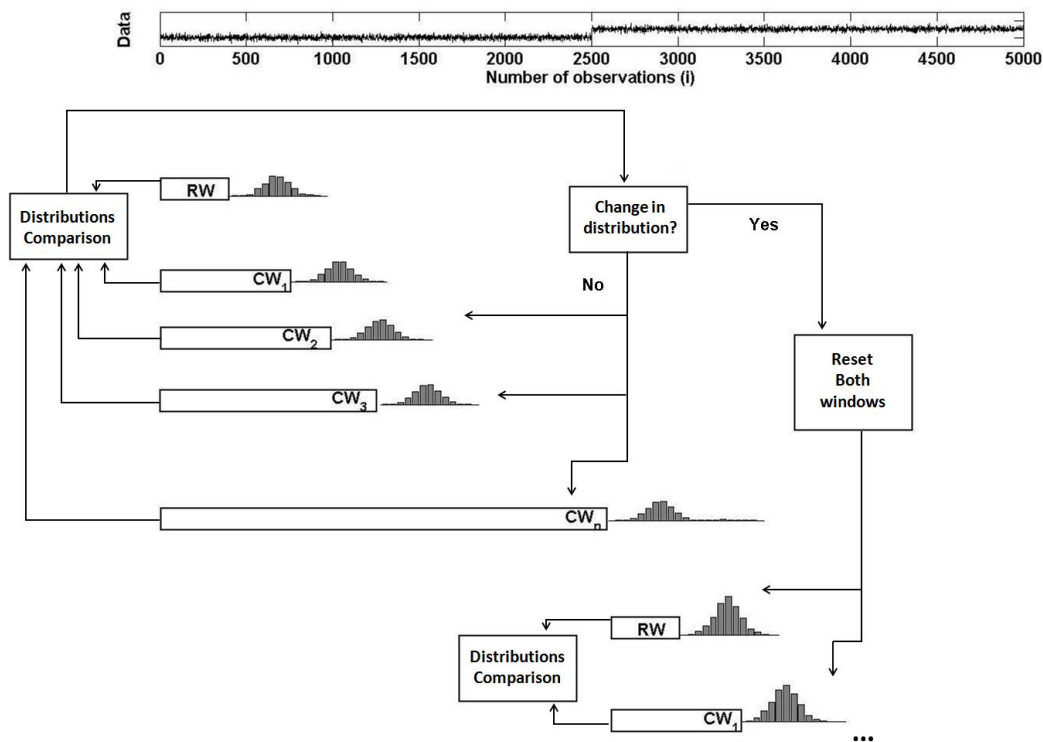 Data
0 500 1000 1500 2000 2500 3000 3500 4000 4500 5000
Number of observations (i)
RW
Distributions
Comparison
Change in
distribution?
Yes
CW1
No
CW2
Reset
Both
windows
CW3
CWn
RW
Distributions
Comparison
CW1
...